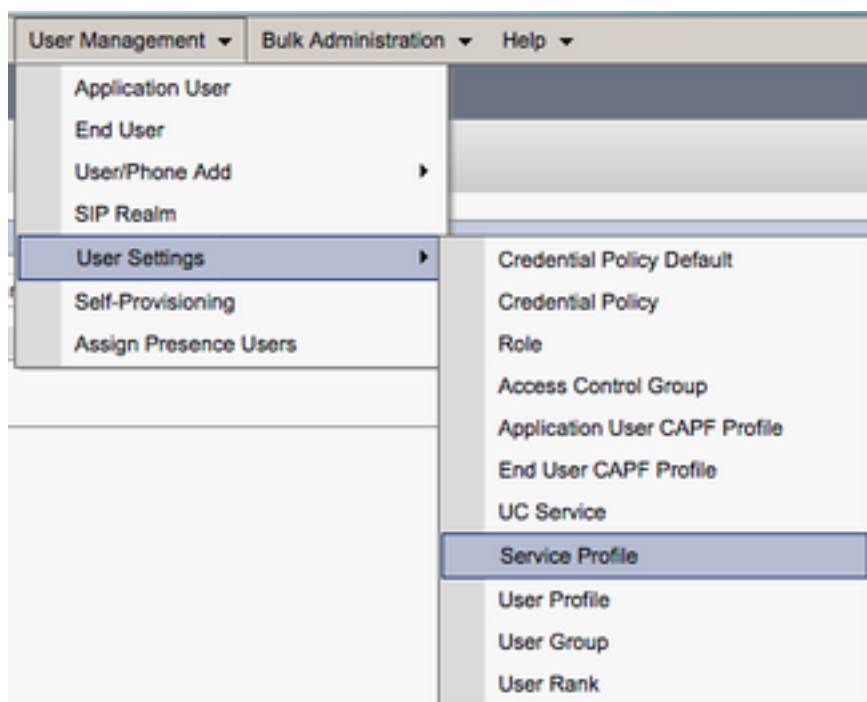 User Management Bulk Administration Help
Application User
End User
User/Phone Add
SIP Realm
User Settings
Self-Provisioning
Assign Presence Users
Credential Policy Default
Credential Policy
Role
Access Control Group
Application User CAPF Profile
End User CAPF Profile
UC Service
Service Profile
User Profile
User Group
User Rank